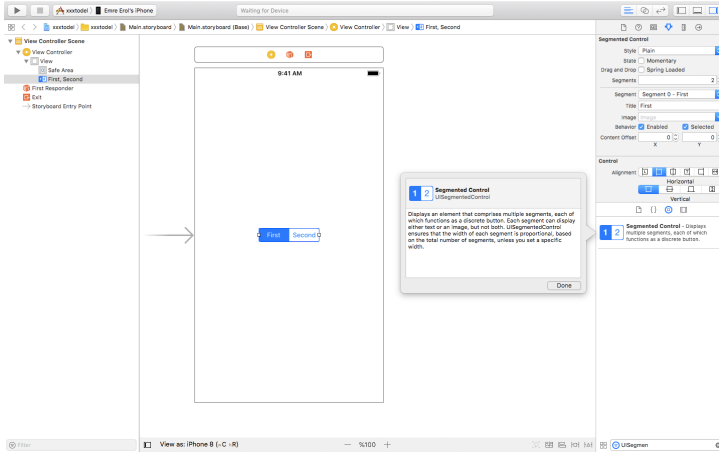 xxxtodel
Emre Erol's iPhone
Waiting for Device
xxxtodel
xxxtodel
Main.storyboard
Main.storyboard (Base)
View Controller Scene
View Controller
View
First, Second
View Controller Scene
View Controller
View
Safe Area
First, Second
First Responder
Exit
Storyboard Entry Point
9:41 AM
First
Second
Segmented Control
UISegmentedControl
Displays an element that comprises multiple segments, each of
which functions as a discrete button. Each segment can display
either text or an image, but not both. UISegmentedControl
ensures that the width of each segment is proportional, based
on the total number of segments, unless you set a specific
width.
Done
Segmented Control
Style Plain
State Momentary
Drag and Drop Spring Loaded
Segments 2
Segment Segment 0 - First
Title First
Image Image
Behavior Enabled Selected
Content Offset 0 0
X Y
Control
Alignment
Horizontal
Vertical
1 2
Segmented Control - Displays
multiple segments, each of which
functions as a discrete button.
1 2
Filter
View as: iPhone 8 (wC hR)
%100
UISegmen